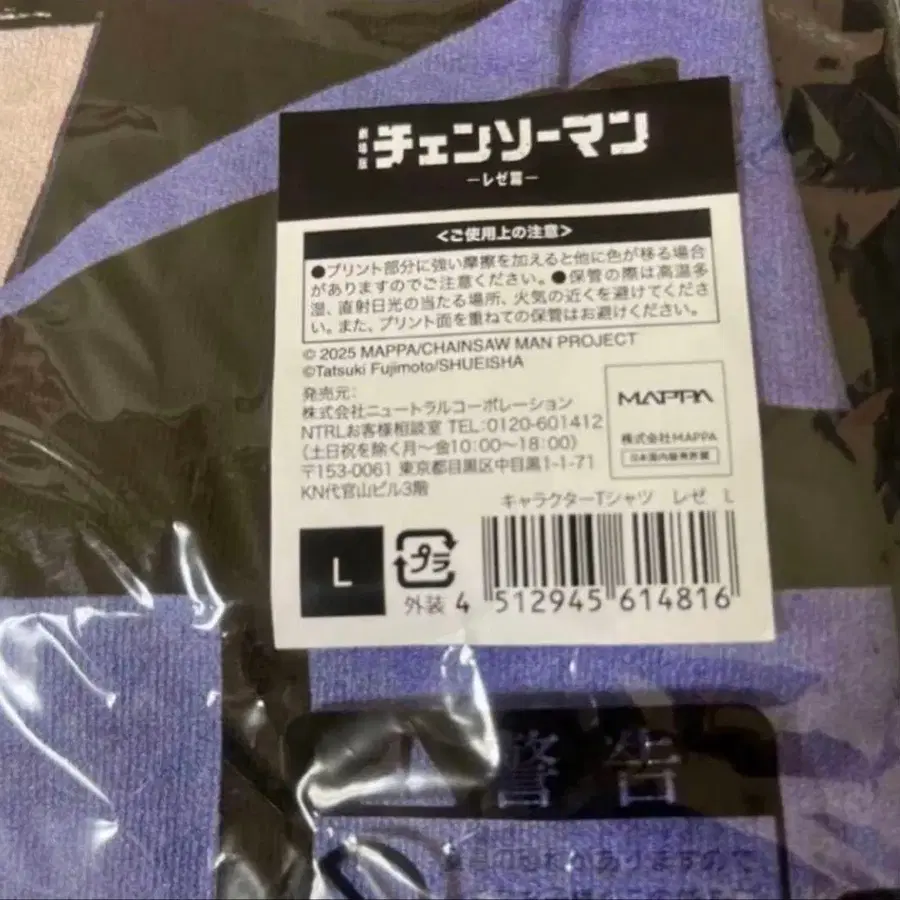 劇場版 チェンソーマン
ーレゼ篇ー
<ご使用上の注意>
●プリント部分に強い摩擦を加えると他に色が移る場合
がありますのでご注意ください。●保管の際は高温多
湿、直射日光の当たる場所、火気の近くを避けてくださ
い。また、プリント面を重ねての保管はお避けください。
© 2025 MAPPA/CHAINSAW MAN PROJECT
©Tatsuki Fujimoto/SHUEISHA
発売元:
株式会社ニュートラルコーポレーション
NTRLお客様相談室 TEL:0120-601412
(土日祝を除く月〜金10:00〜18:00)
〒153-0061 東京都目黒区中目黒1-1-71
KN代官山ビル3階
MAPPA
株式会社MAPPA
日本国内販売許諾
キャラクターTシャツ レゼ L
L
プラ
外装
4 512945 614816
警告